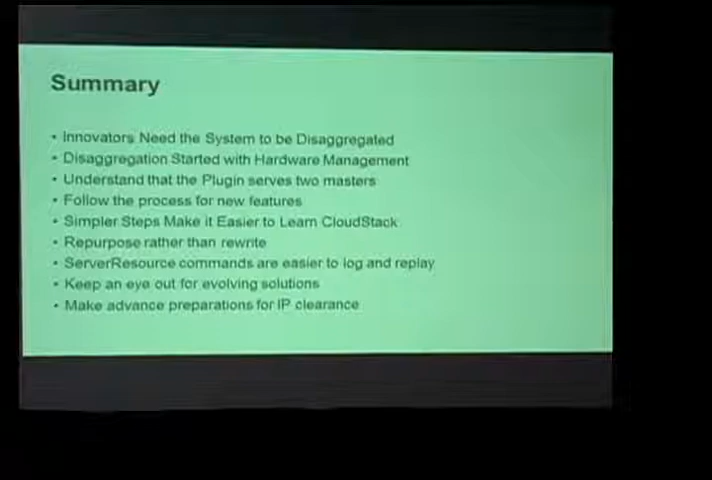 Summary
• Innovators Need the System to be Disaggregated
• Disaggregation Started with Hardware Management
• Understand that the Plugin serves two masters
• Follow the process for new features
• Simpler Steps Make it Easier to Learn CloudStack
• Repurpose rather than rewrite
• ServerResource commands are easier to log and replay
• Keep an eye out for evolving solutions
• Make advance preparations for IP clearance